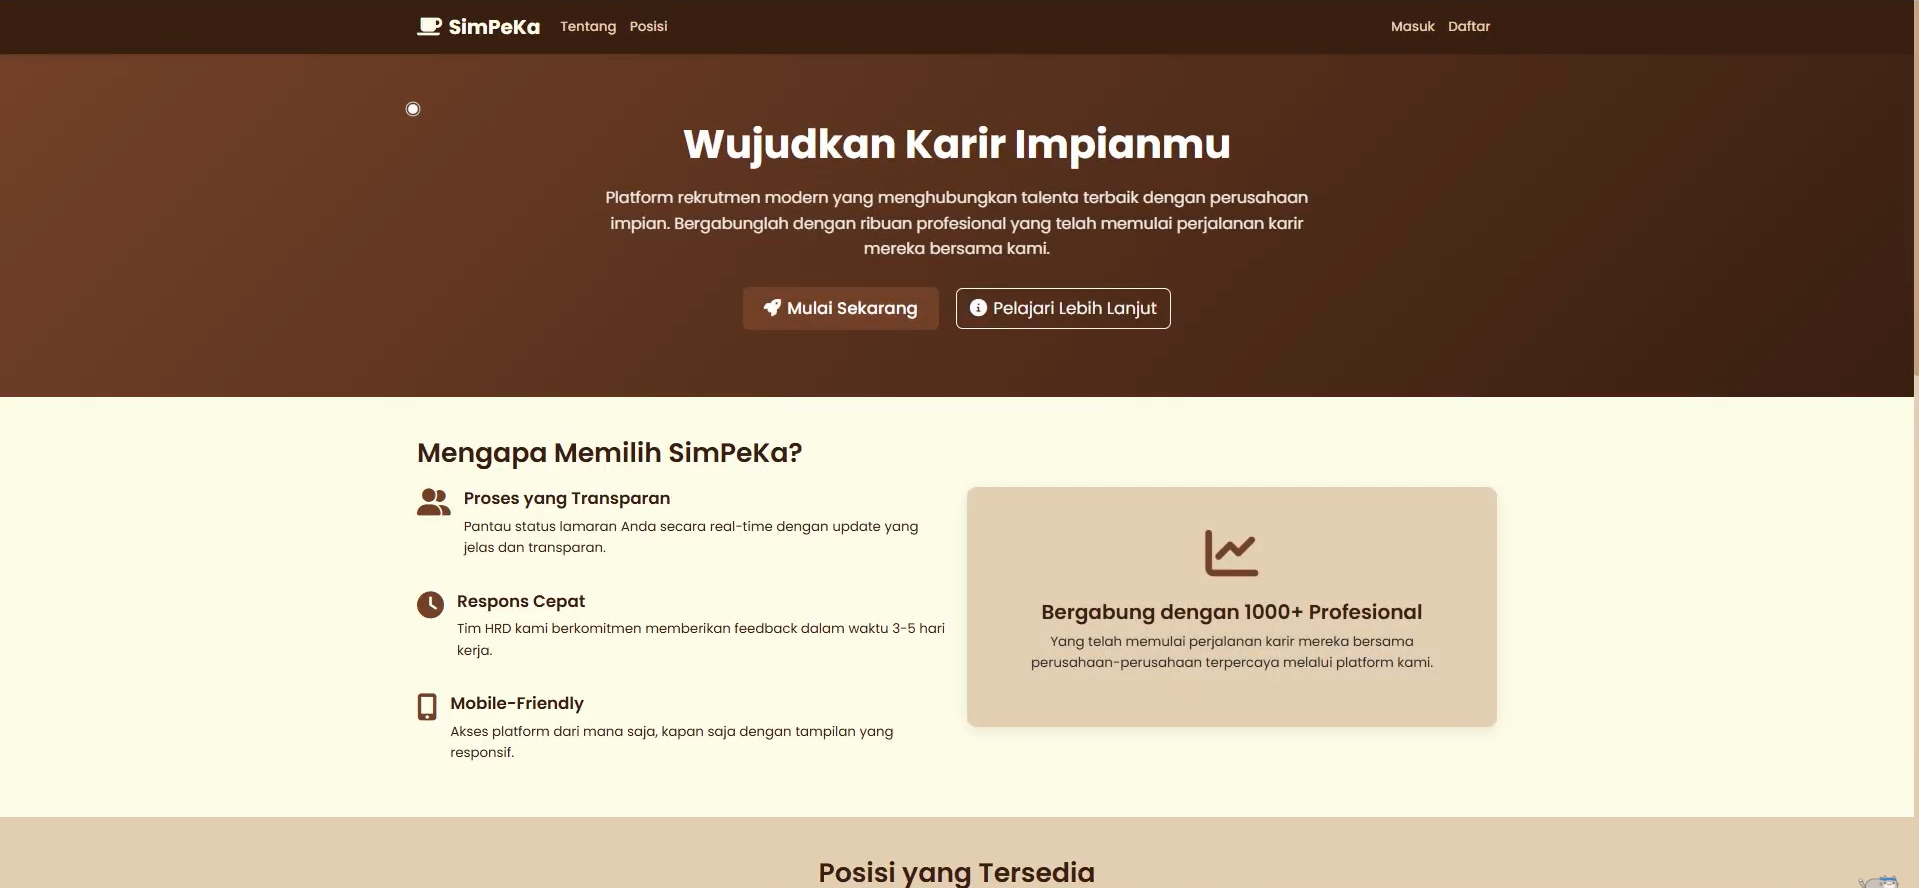 SimPeKa Tentang Posisi Masuk Daftar
Wujudkan Karir Impianmu
Platform rekrutmen modern yang menghubungkan talenta terbaik dengan perusahaan
impian. Bergabunglah dengan ribuan profesional yang telah memulai perjalanan karir
mereka bersama kami.
Mulai Sekarang Pelajari Lebih Lanjut
Mengapa Memilih SimPeKa?
Proses yang Transparan
Pantau status lamaran Anda secara real-time dengan update yang
jelas dan transparan.
Respons Cepat
Tim HRD kami berkomitmen memberikan feedback dalam waktu 3-5 hari
kerja.
Mobile-Friendly
Akses platform dari mana saja, kapan saja dengan tampilan yang
responsif.
Bergabung dengan 1000+ Profesional
Yang telah memulai perjalanan karir mereka bersama
perusahaan-perusahaan terpercaya melalui platform kami.
Posisi yang Tersedia